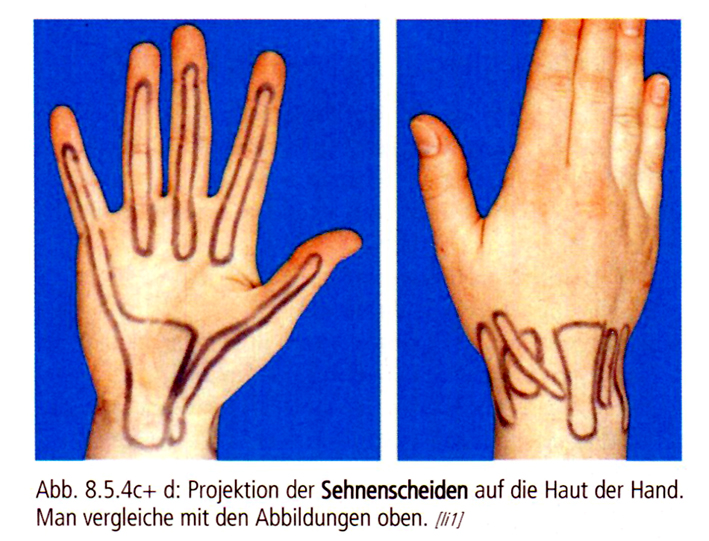 Abb. 8.5.4c+ d: Projektion der Sehnenscheiden auf die Haut der Hand.
Man vergleiche mit den Abbildungen oben. [li1]